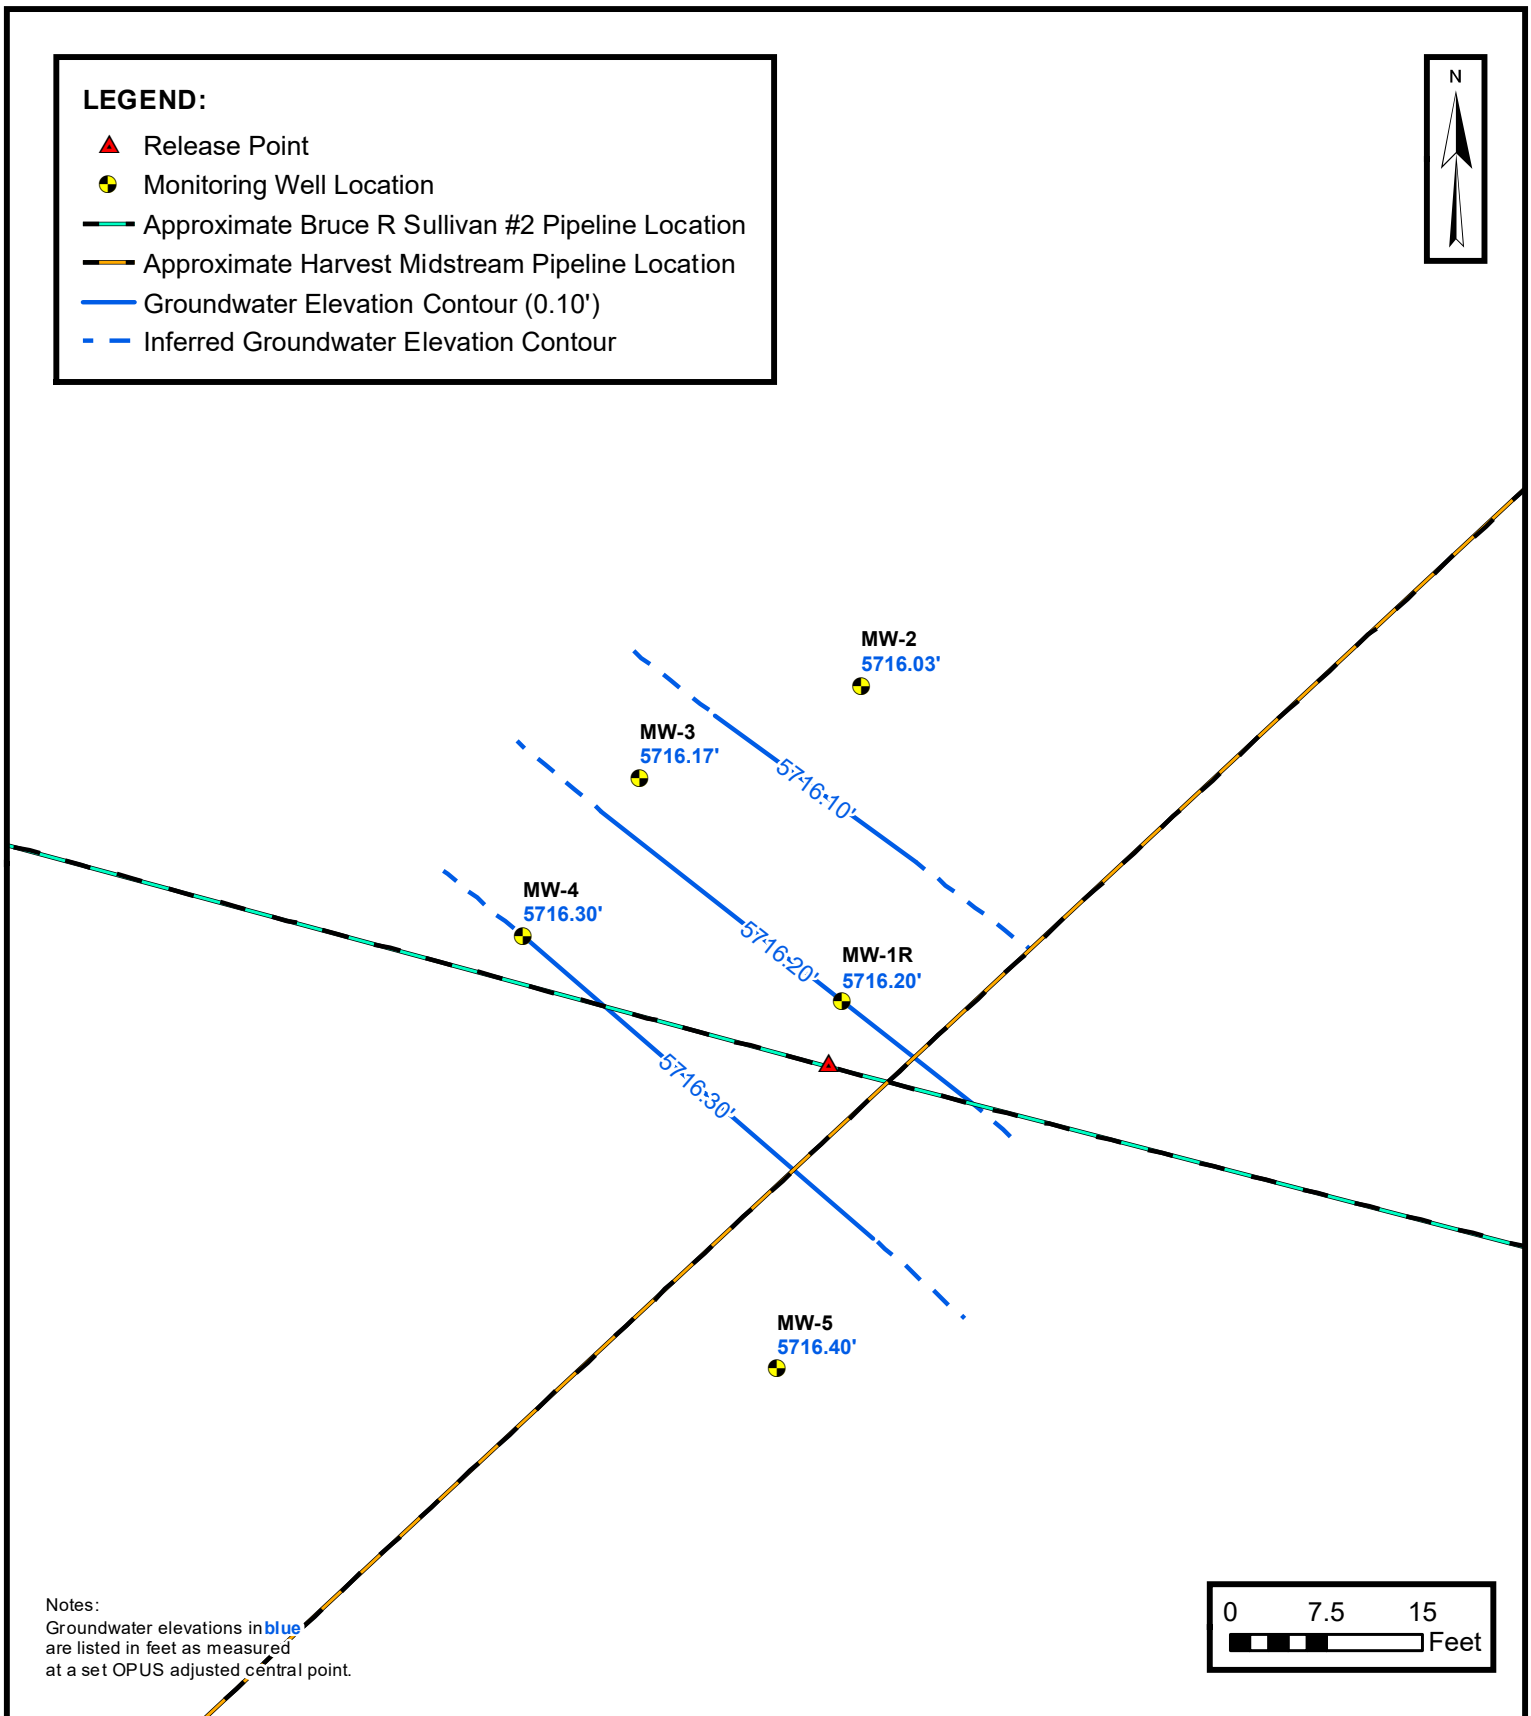 LEGEND:
Release Point
Monitoring Well Location
Approximate Bruce R Sullivan #2 Pipeline Location
Approximate Harvest Midstream Pipeline Location
Groundwater Elevation Contour (0.10')
Inferred Groundwater Elevation Contour
N
MW-2
5716.03'
MW-3
5716.17'
5716.10'
MW-4
5716.30'
5716.20'
MW-1R
5716.20'
5716.30'
MW-5
5716.40'
Notes:
Groundwater elevations in blue
are listed in feet as measured
at a set OPUS adjusted central point.
0 7.5 15
Feet